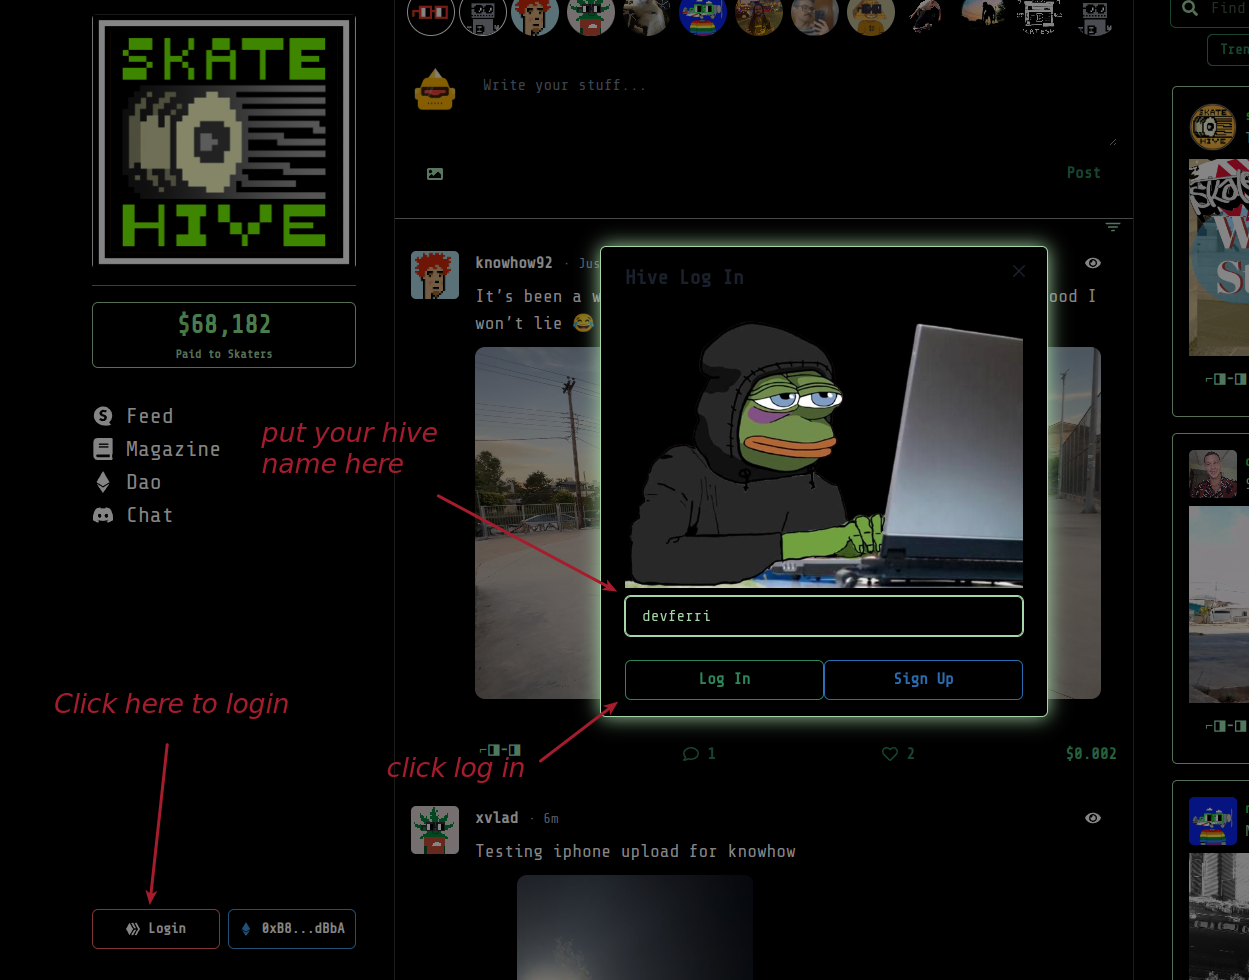 SKATE
HIVE
$68,182
Paid to Skaters
Feed
Magazine
Dao
Chat
put your hive
name here
Click here to login
click log in
Login
0xB8...dBbA
Write your stuff...
Post
knowhow92 · Jus
It's been a w
ood I
won't lie 😂
Hive Log In
devferri
Log In
Sign Up
⌐◨-◨
1
2
$0.002
xvlad · 6m
Testing iphone upload for knowhow
Find
Tren
SKATE
HIVE
⌐◨-◨
⌐◨-◨